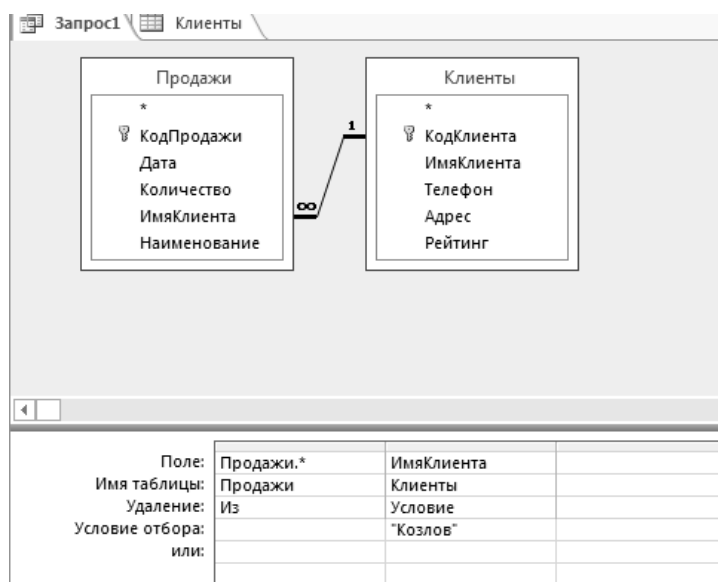 Запрос1 Клиенты
Продажи
*
КодПродажи
Дата
Количество
ИмяКлиента
Наименование
∞
1
Клиенты
*
КодКлиента
ИмяКлиента
Телефон
Адрес
Рейтинг
Поле: Продажи.* ИмяКлиента
Имя таблицы: Продажи Клиенты
Удаление: Из Условие
Условие отбора: "Козлов"
или: